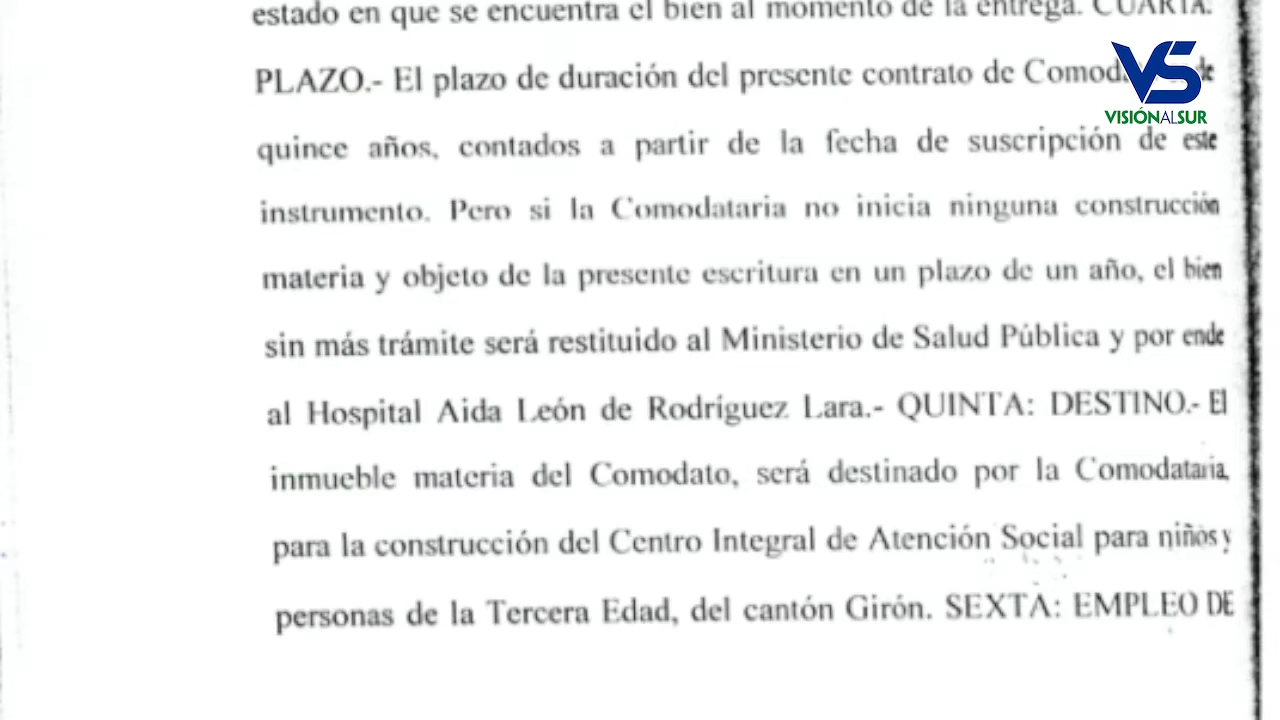 estado en que se encuentra el bien al momento de la entrega. CUARTA:
PLAZO.- El plazo de duración del presente contrato de
quince años, contados a partir de la fecha de suscripción de este
instrumento. Pero si la Comodataria no inicia ninguna construcción
materia y objeto de la presente escritura en un plazo de un año, el bien
sin más trámite será restituido al Ministerio de Salud Pública y por ende
al Hospital Aida León de Rodríguez Lara.- QUINTA: DESTINO.- El
inmueble materia del Comodato, será destinado por la Comodataria,
para la construcción del Centro Integral de Atención Social para niños y
personas de la Tercera Edad, del cantón Girón. SEXTA: EMPLEO DE
VS
VISIÓNALSUR